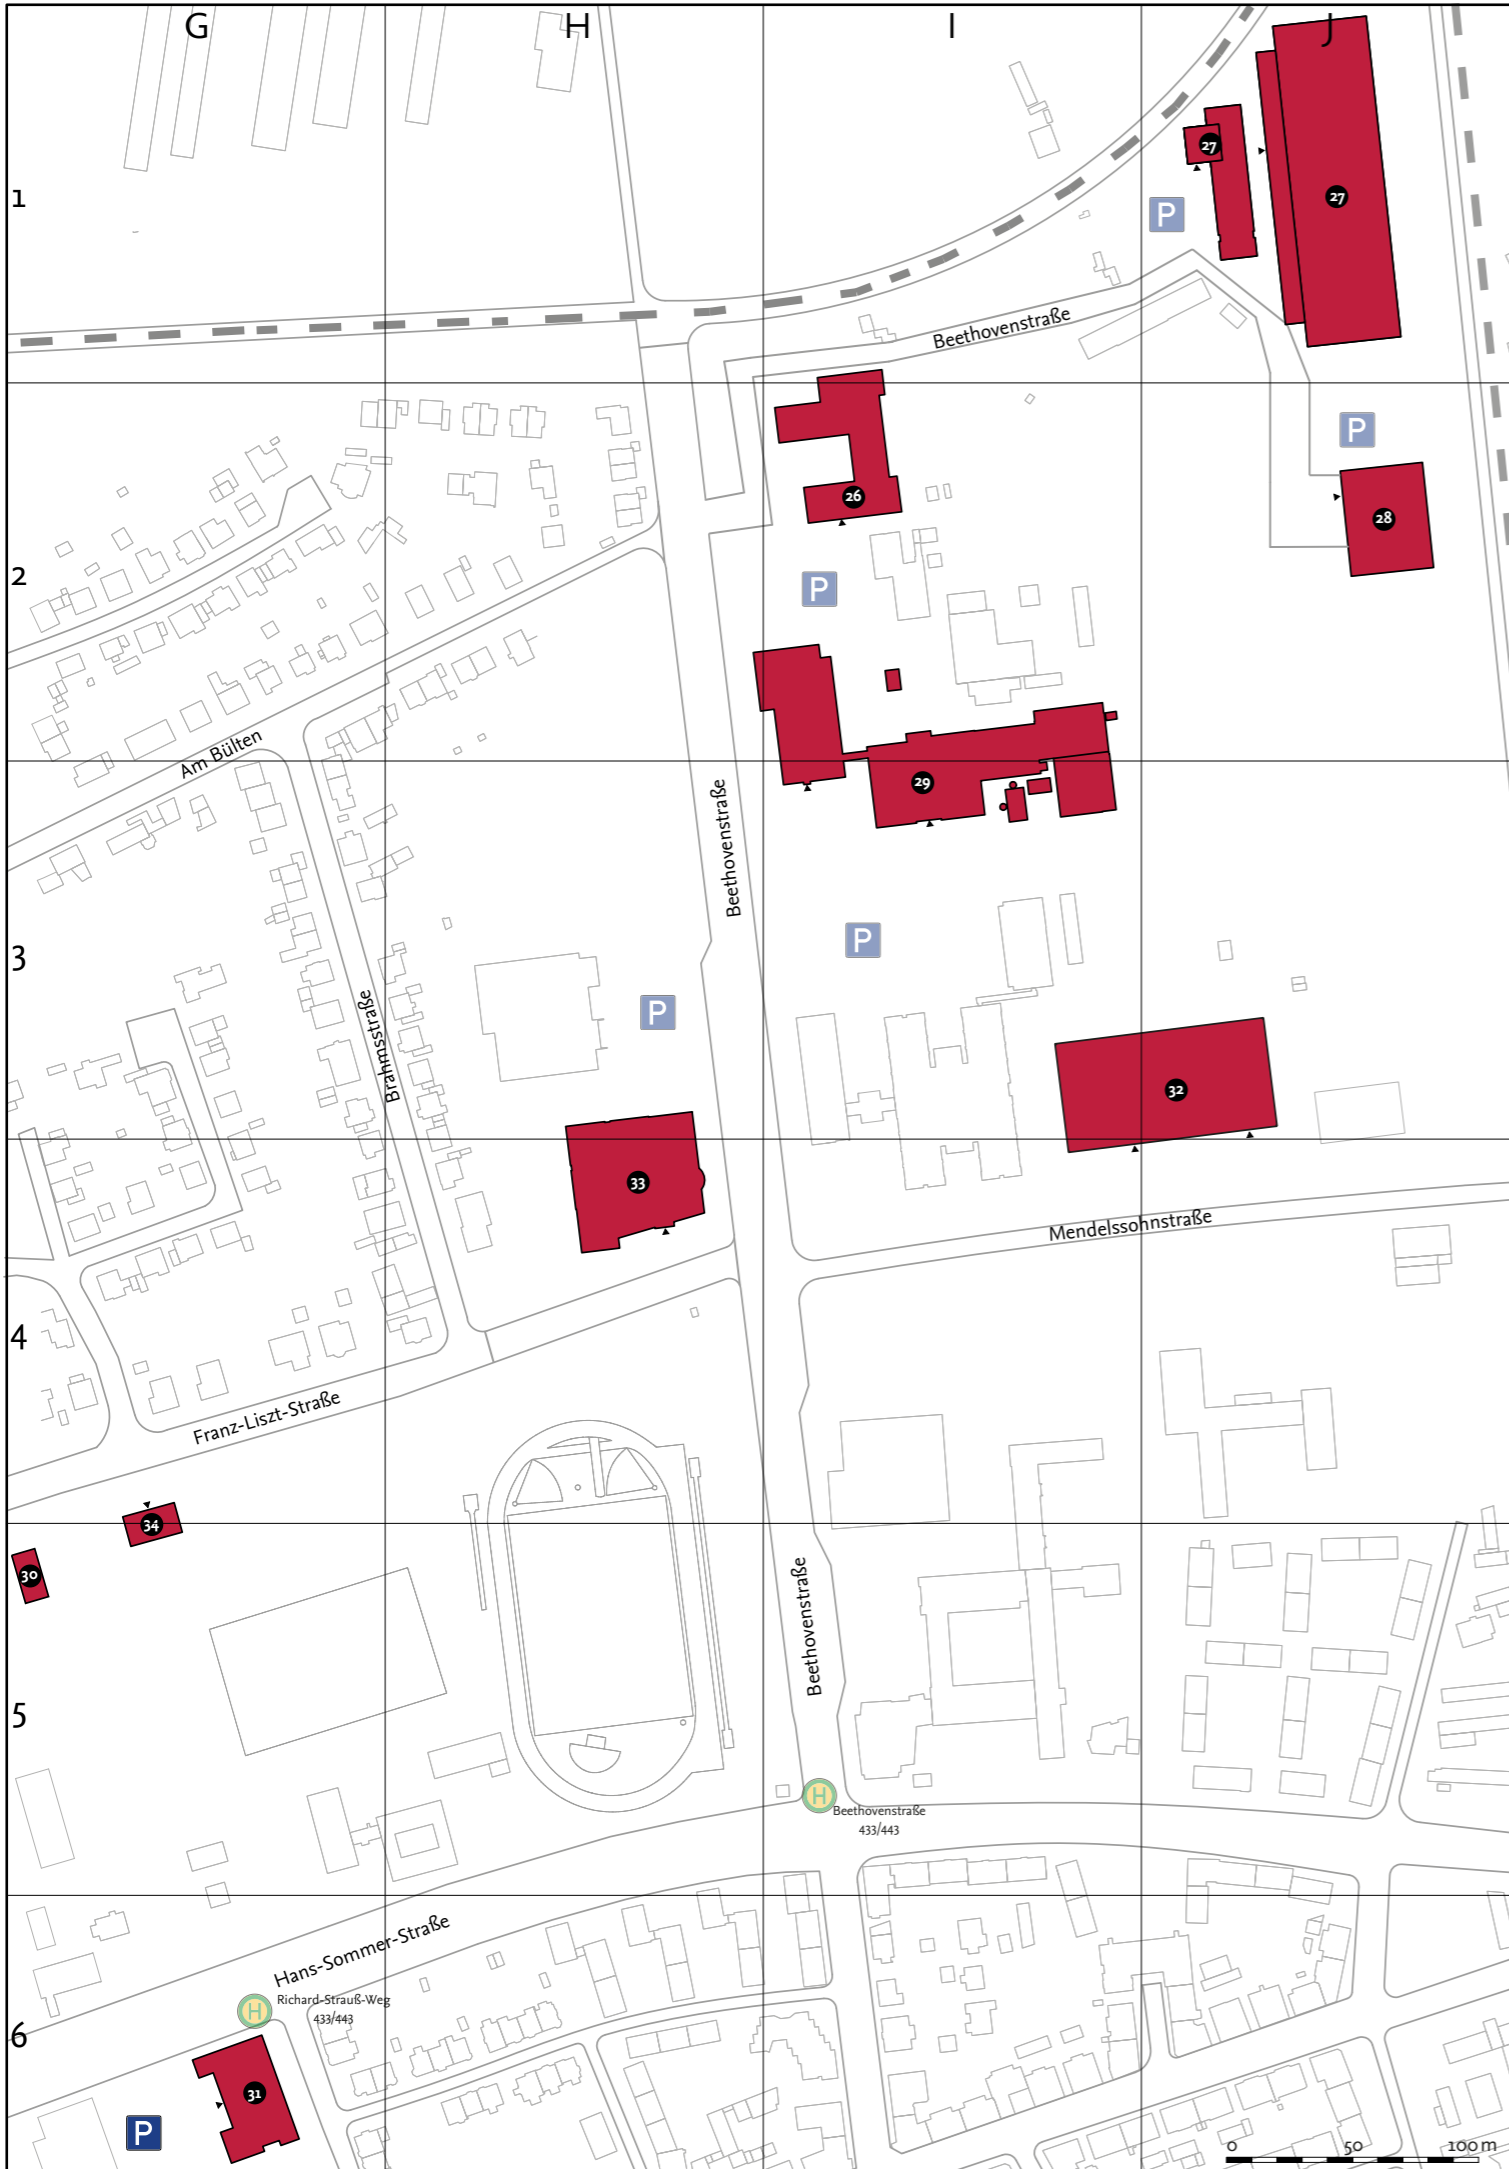 G
H
I
J
1
27
27
P
Beethovenstraße
P
26
28
2
P
Am Bülten
29
Beethovenstraße
P
3
P
Brahmsstraße
32
33
Mendelssohnstraße
4
Franz-Liszt-Straße
34
30
Beethovenstraße
5
H
Beethovenstraße
433/443
Hans-Sommer-Straße
H
Richard-Strauß-Weg
433/443
6
31
P
0 50 100 m